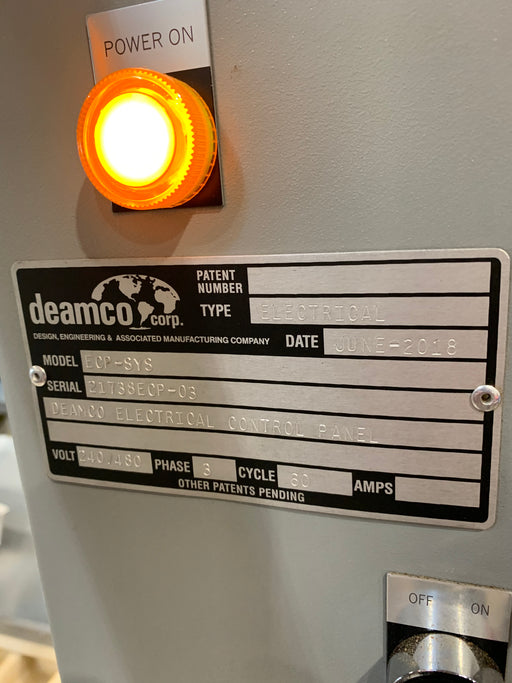 POWER ON
deamco corp.
DESIGN, ENGINEERING & ASSOCIATED MANUFACTURING COMPANY
PATENT NUMBER
TYPE ELECTRICAL
DATE JUNE-2018
MODEL ECP-SYS
SERIAL 21738ECP-03
DEAMCO ELECTRICAL CONTROL PANEL
VOLT 240/480 PHASE 3 CYCLE 60 AMPS
OTHER PATENTS PENDING
OFF ON